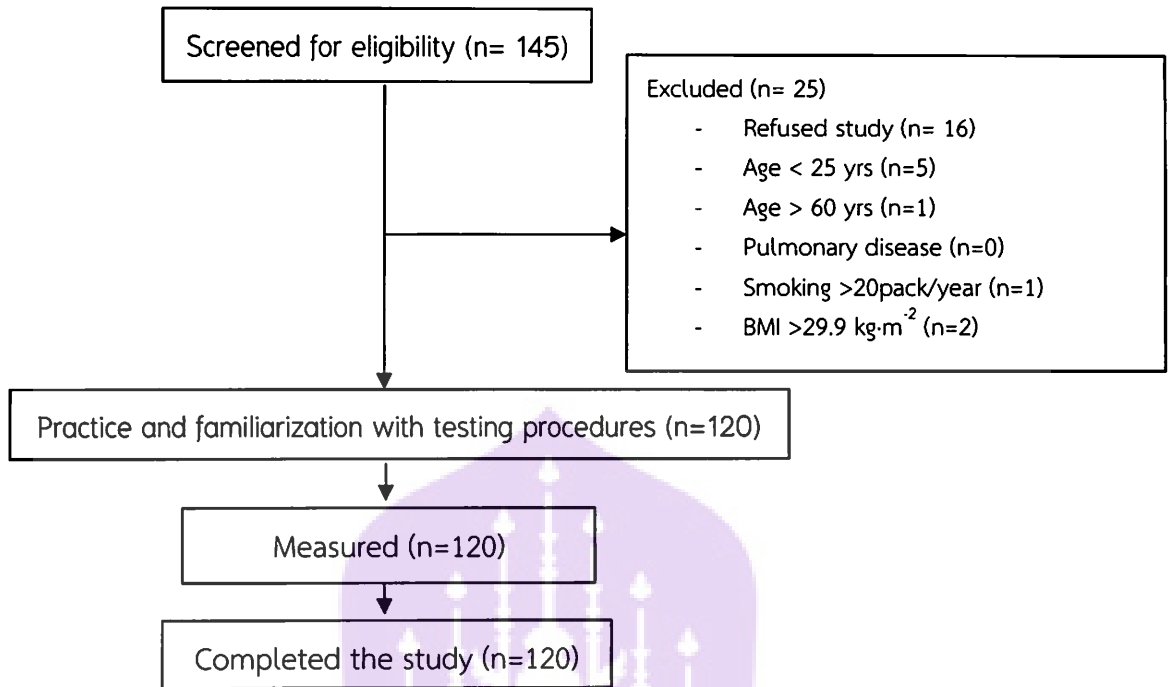 Screened for eligibility (n= 145)
Excluded (n= 25)
- Refused study (n= 16)
- Age < 25 yrs (n=5)
- Age > 60 yrs (n=1)
- Pulmonary disease (n=0)
- Smoking >20pack/year (n=1)
- BMI >29.9 kg·m⁻² (n=2)
Practice and familiarization with testing procedures (n=120)
Measured (n=120)
Completed the study (n=120)